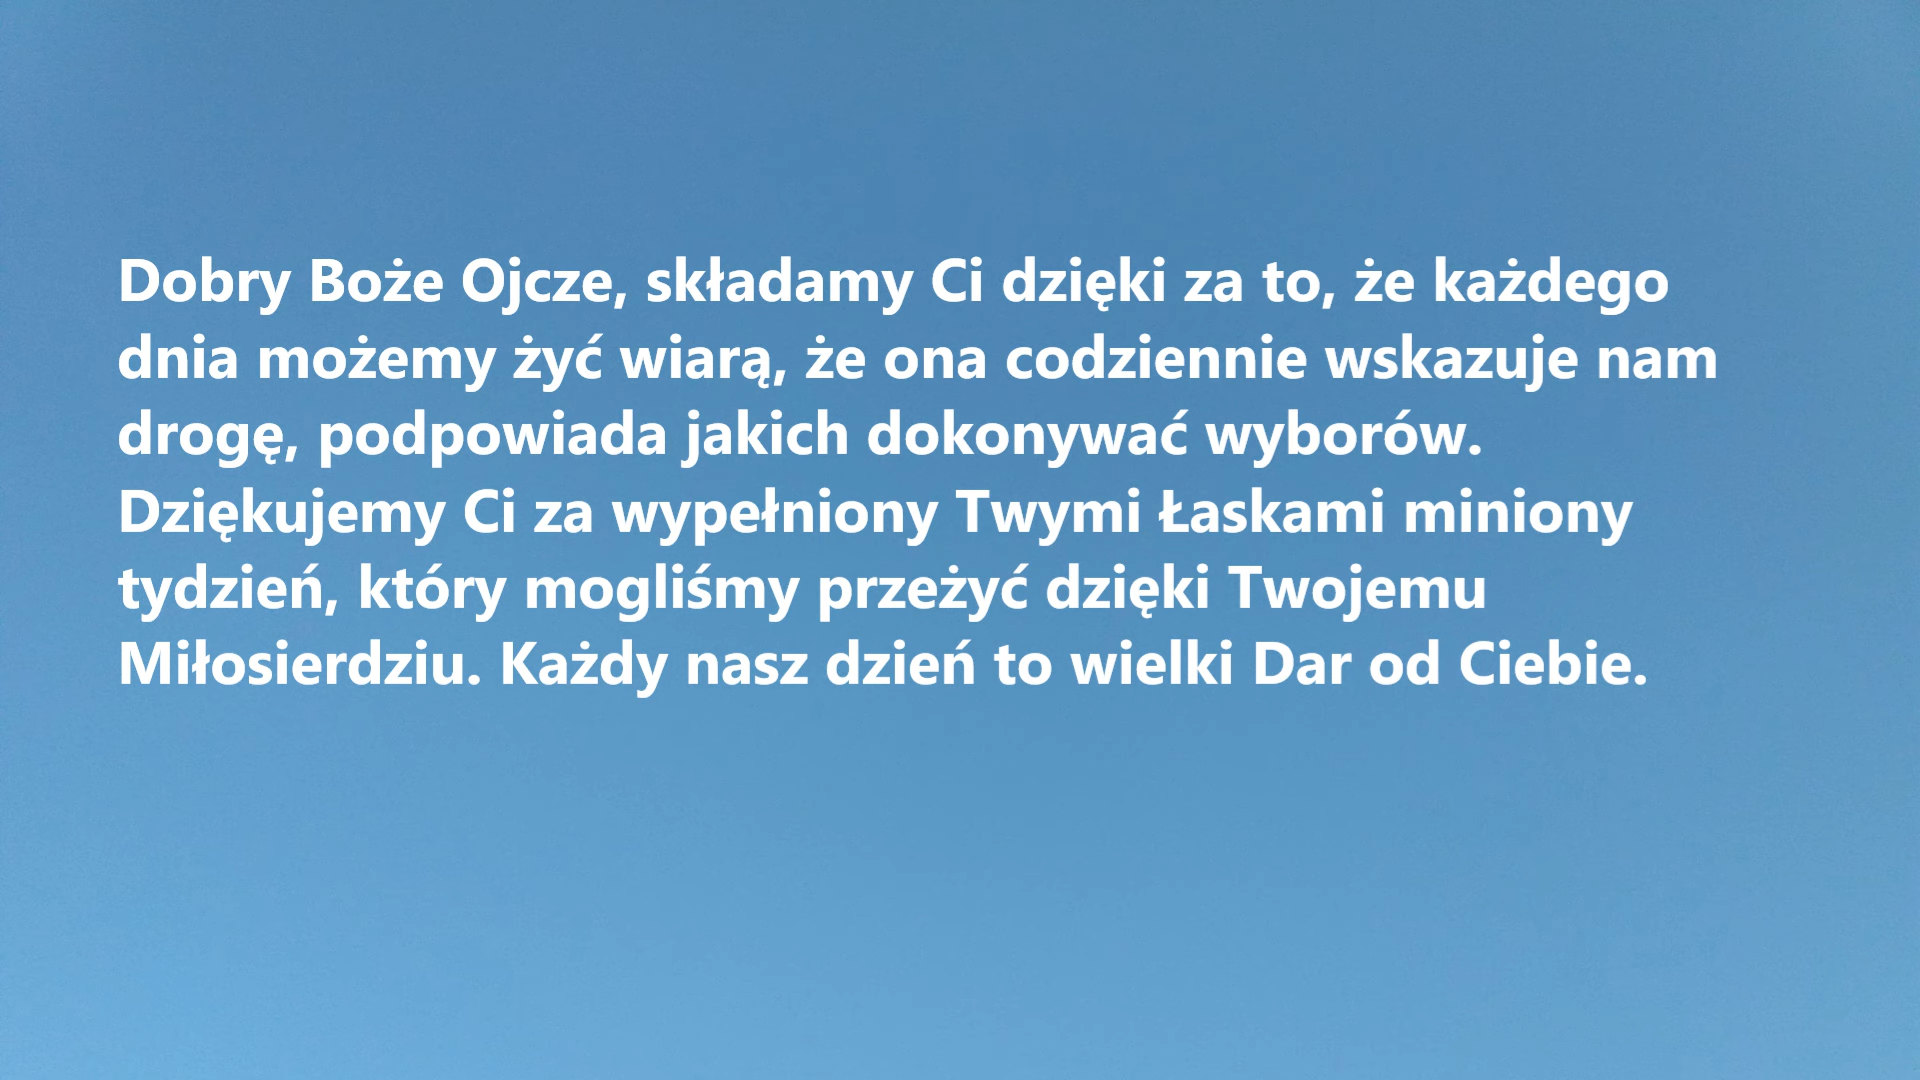 Dobry Boże Ojcze, składamy Ci dzięki za to, że każdego
dnia możemy żyć wiarą, że ona codziennie wskazuje nam
drogę, podpowiada jakich dokonywać wyborów.
Dziękujemy Ci za wypełniony Twymi Łaskami miniony
tydzień, który mogliśmy przeżyć dzięki Twojemu
Miłosierdziu. Każdy nasz dzień to wielki Dar od Ciebie.